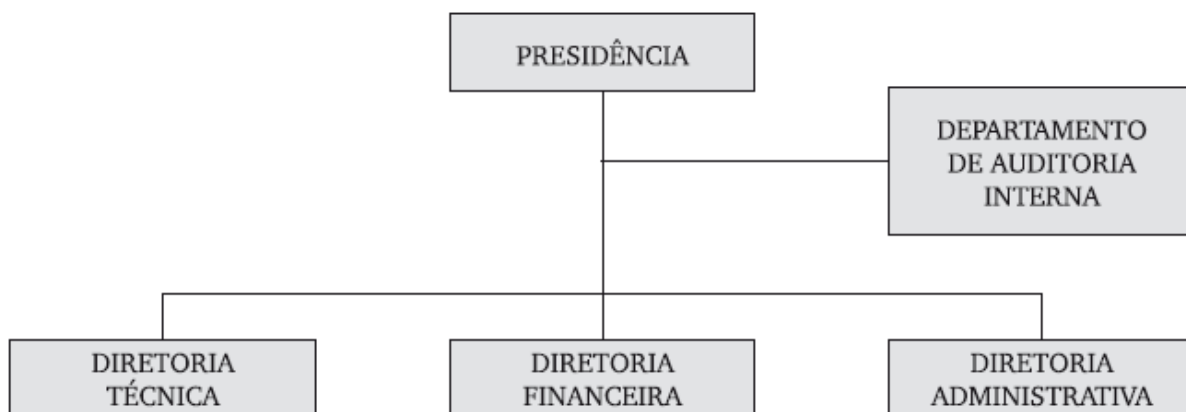 PRESIDÊNCIA
DEPARTAMENTO
DE AUDITORIA
INTERNA
DIRETORIA
TÉCNICA
DIRETORIA
FINANCEIRA
DIRETORIA
ADMINISTRATIVA